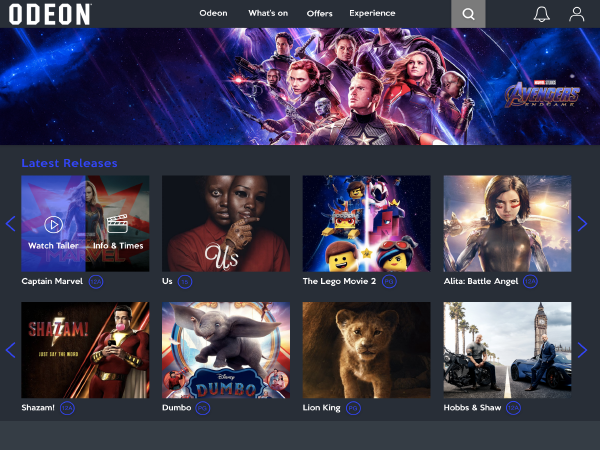 ODEON
Odeon What's on Offers Experience
MARVEL STUDIOS
AVENGERS
ENDGAME
Latest Releases
Watch Tailer Info & Times
MARVEL
Us
Captain Marvel 12A
Us 15
The Lego Movie 2 PG
Alita: Battle Angel 12A
SHAZAM!
JUST SAY THE WORD
Disney
DUMBO
Shazam! 12A
Dumbo PG
Lion King PG
Hobbs & Shaw 12A